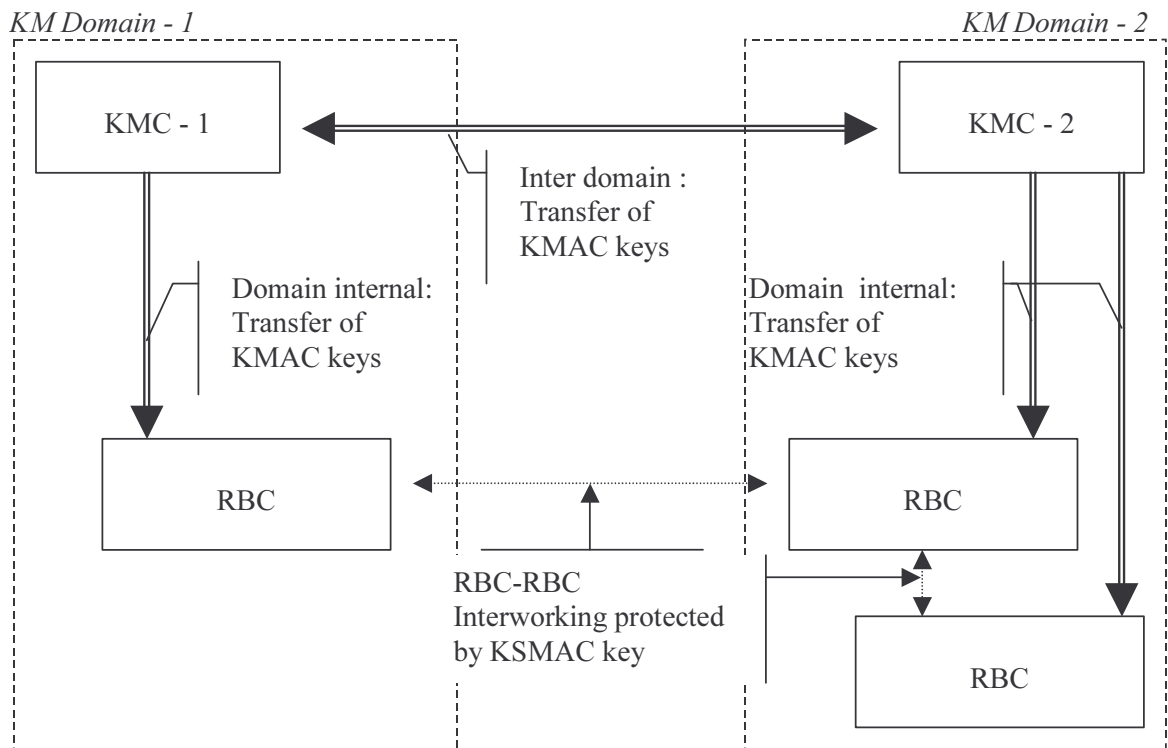 KM Domain - 1
KM Domain - 2
KMC - 1
KMC - 2
Inter domain :
Transfer of
KMAC keys
Domain internal:
Transfer of
KMAC keys
Domain internal:
Transfer of
KMAC keys
RBC
RBC
RBC-RBC
Interworking protected
by KSMAC key
RBC